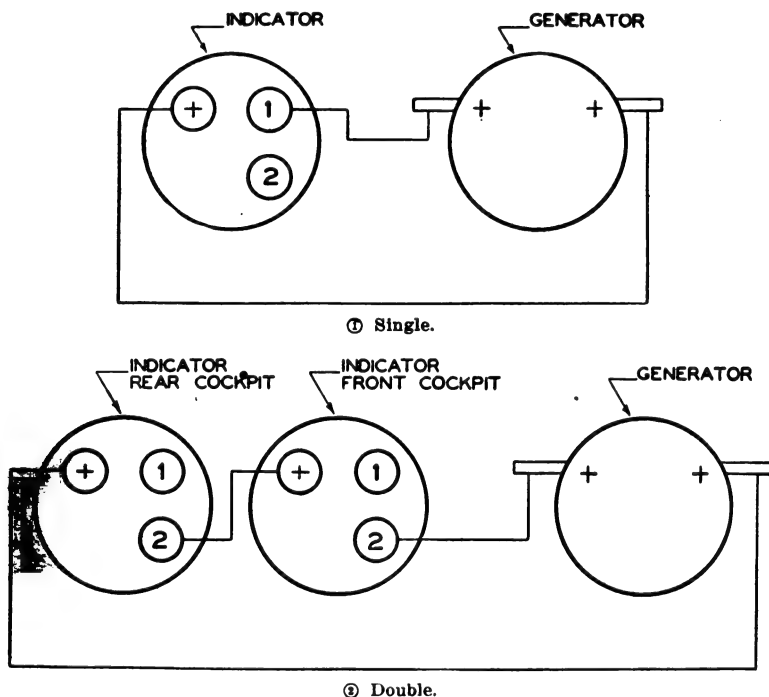 INDICATOR
GENERATOR
+ 1 + +
2
① Single.
INDICATOR
REAR COCKPIT
INDICATOR
FRONT COCKPIT
GENERATOR
+ 1 + 1 + +
2 2
② Double.